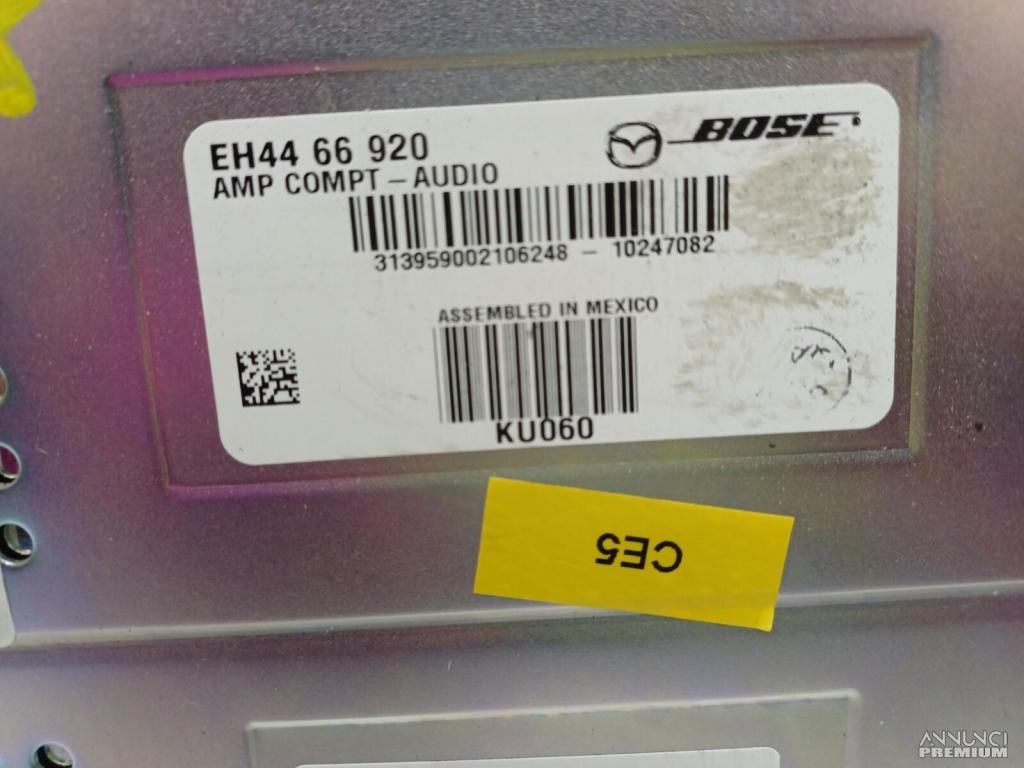 EH44 66 920
BOSE
AMP COMPT - AUDIO
313959002106248 - 10247082
ASSEMBLED IN MEXICO
KU060
CE5
ANNUNCI
PREMIUM